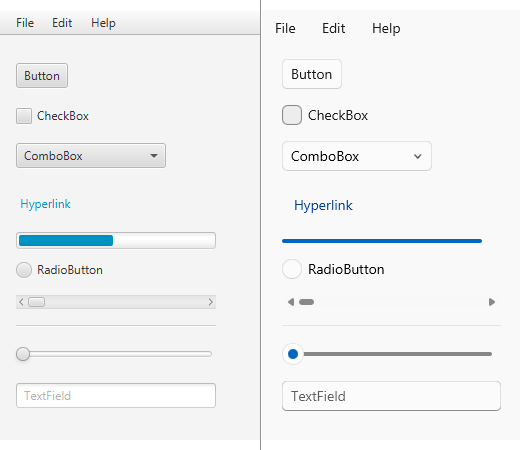 File Edit Help
Button
CheckBox
ComboBox
Hyperlink
RadioButton
TextField
File Edit Help
Button
CheckBox
ComboBox
Hyperlink
RadioButton
TextField